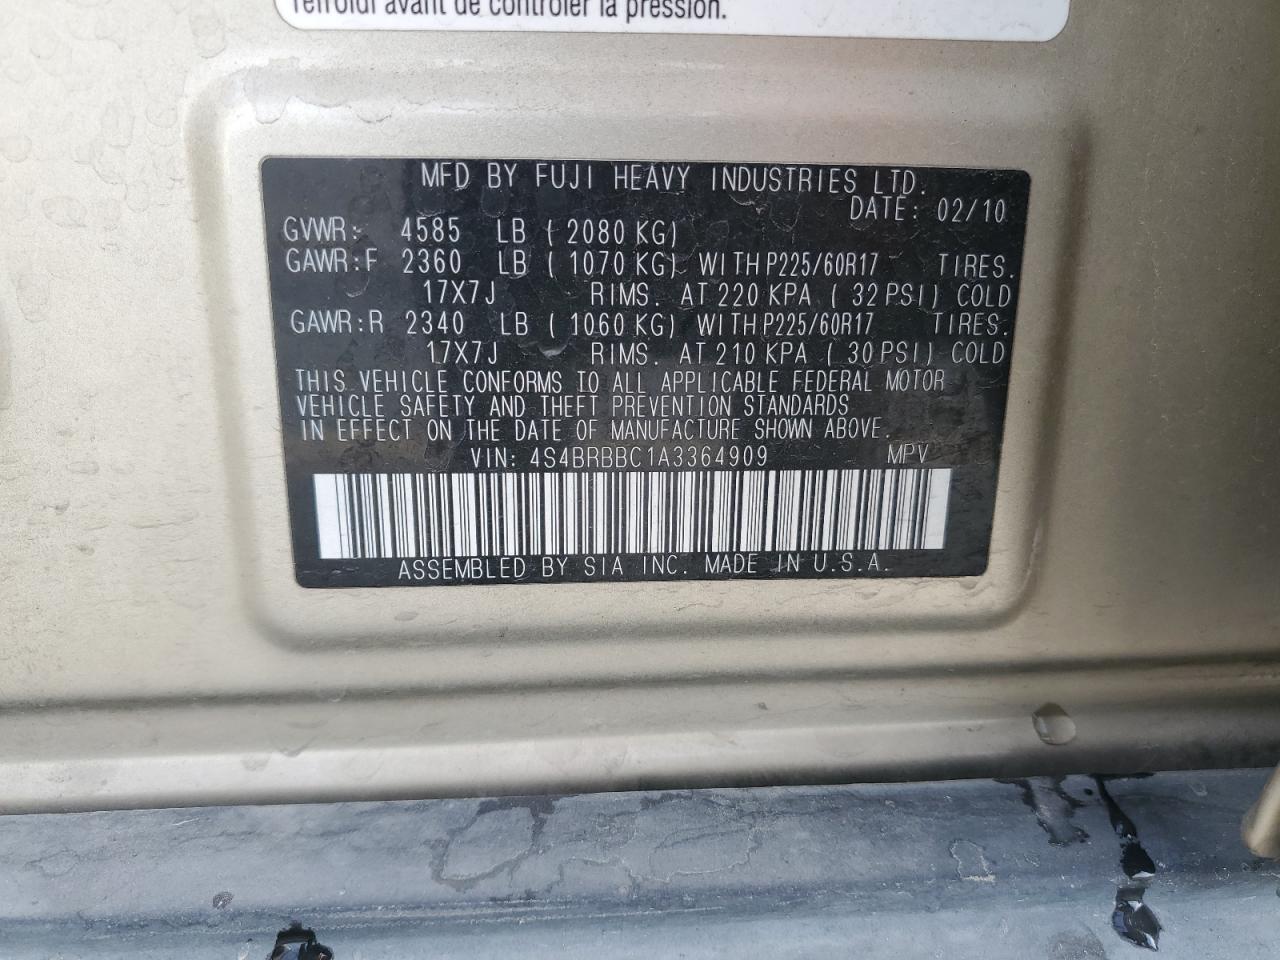 refroidi avant de contrôler la pression.
MFD BY FUJI HEAVY INDUSTRIES LTD.
DATE: 02/10
GVWR: 4585 LB ( 2080 KG)
GAWR:F 2360 LB ( 1070 KG) WITH P225/60R17 TIRES.
17X7J RIMS. AT 220 KPA ( 32 PSI) COLD
GAWR:R 2340 LB ( 1060 KG) WITH P225/60R17 TIRES.
17X7J RIMS. AT 210 KPA ( 30 PSI) COLD
THIS VEHICLE CONFORMS TO ALL APPLICABLE FEDERAL MOTOR
VEHICLE SAFETY AND THEFT PREVENTION STANDARDS
IN EFFECT ON THE DATE OF MANUFACTURE SHOWN ABOVE.
VIN: 4S4BRBBC1A3364909 MPV
ASSEMBLED BY SIA INC. MADE IN U.S.A.